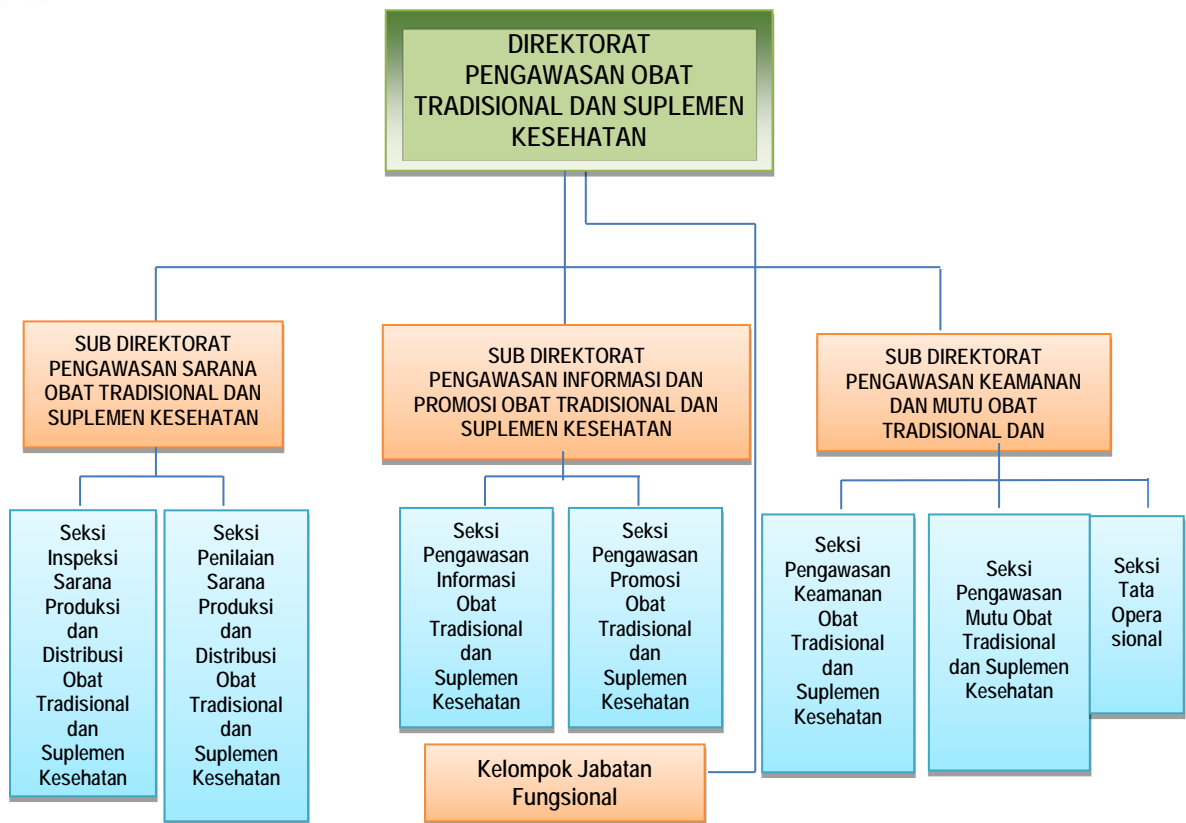 DIREKTORAT
PENGAWASAN OBAT
TRADISIONAL DAN SUPLEMEN
KESEHATAN
SUB DIREKTORAT
PENGAWASAN SARANA
OBAT TRADISIONAL DAN
SUPLEMEN KESEHATAN
SUB DIREKTORAT
PENGAWASAN INFORMASI DAN
PROMOSI OBAT TRADISIONAL DAN
SUPLEMEN KESEHATAN
SUB DIREKTORAT
PENGAWASAN KEAMANAN
DAN MUTU OBAT
TRADISIONAL DAN
Seksi
Inspeksi
Sarana
Produksi
dan
Distribusi
Obat
Tradisional
dan
Suplemen
Kesehatan
Seksi
Penilaian
Sarana
Produksi
dan
Distribusi
Obat
Tradisional
dan
Suplemen
Kesehatan
Seksi
Pengawasan
Informasi
Obat
Tradisional
dan
Suplemen
Kesehatan
Seksi
Pengawasan
Promosi
Obat
Tradisional
dan
Suplemen
Kesehatan
Seksi
Pengawasan
Keamanan
Obat
Tradisional
dan
Suplemen
Kesehatan
Seksi
Pengawasan
Mutu Obat
Tradisional
dan Suplemen
Kesehatan
Seksi
Tata
Opera
sional
Kelompok Jabatan
Fungsional